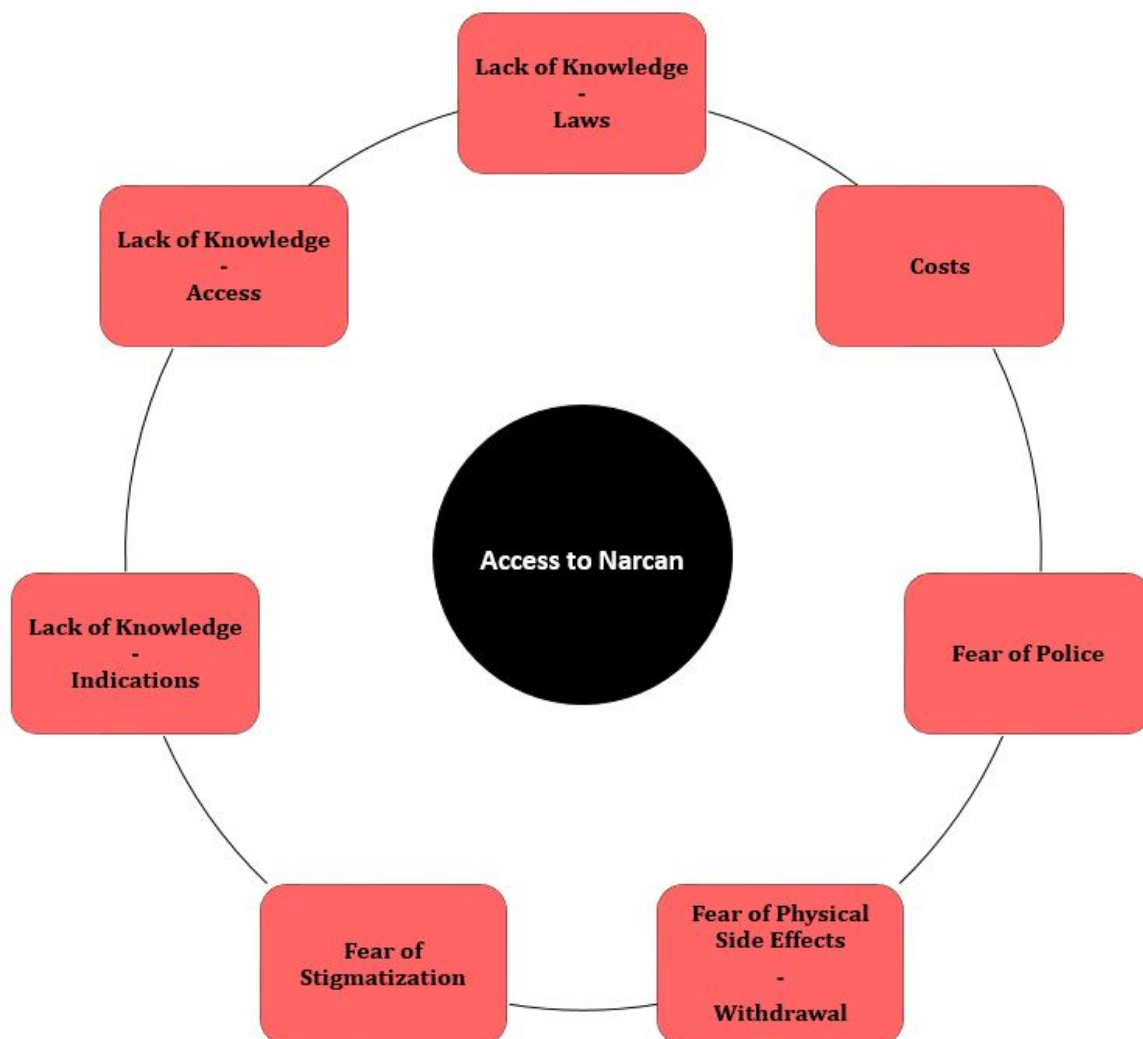 Lack of Knowledge
-
Laws
Costs
Fear of Police
Fear of Physical
Side Effects
-
Withdrawal
Fear of
Stigmatization
Lack of Knowledge
-
Indications
Lack of Knowledge
-
Access
Access to Narcan